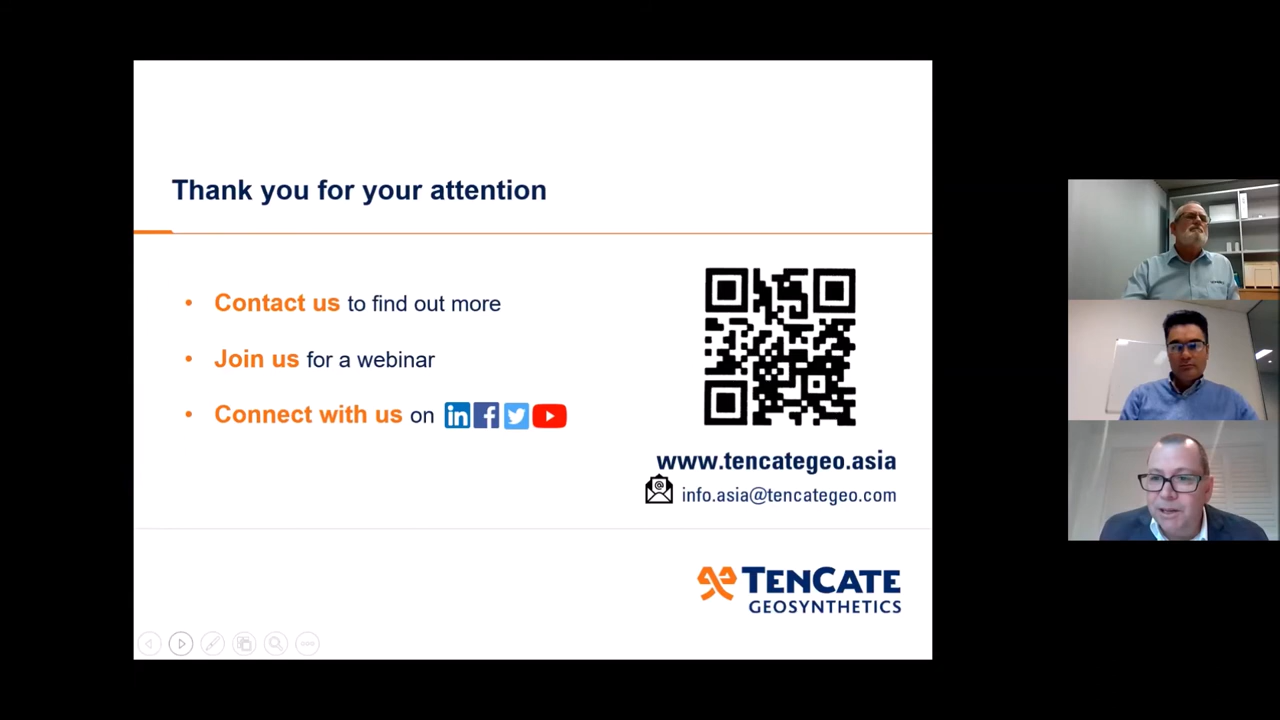 Thank you for your attention
• Contact us to find out more
• Join us for a webinar
• Connect with us on in f
www.tencategeo.asia
@ info.asia@tencategeo.com
TENCATE
GEOSYNTHETICS